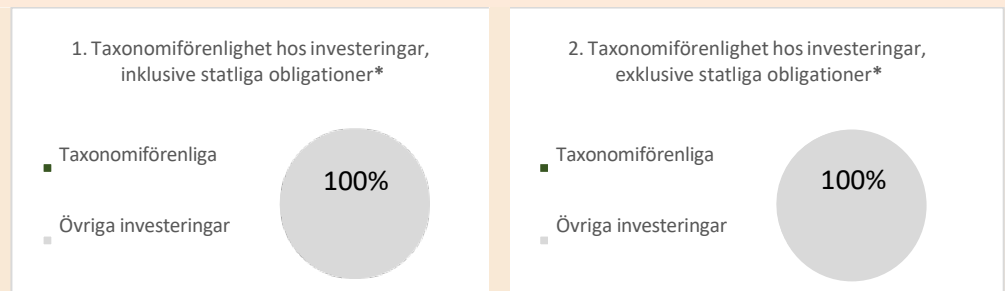 1. Taxonomiförenlighet hos investeringar,
inklusive statliga obligationer*
Taxonomiförenliga
100%
Övriga investeringar
2. Taxonomiförenlighet hos investeringar,
exklusive statliga obligationer*
Taxonomiförenliga
100%
Övriga investeringar